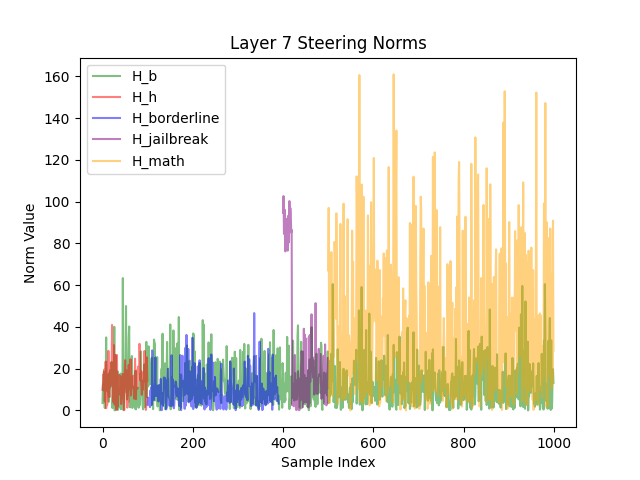 Layer 7 Steering Norms
H_b
H_h
H_borderline
H_jailbreak
H_math
160
140
120
100
80
60
40
20
0
Norm Value
0 200 400 600 800 1000
Sample Index